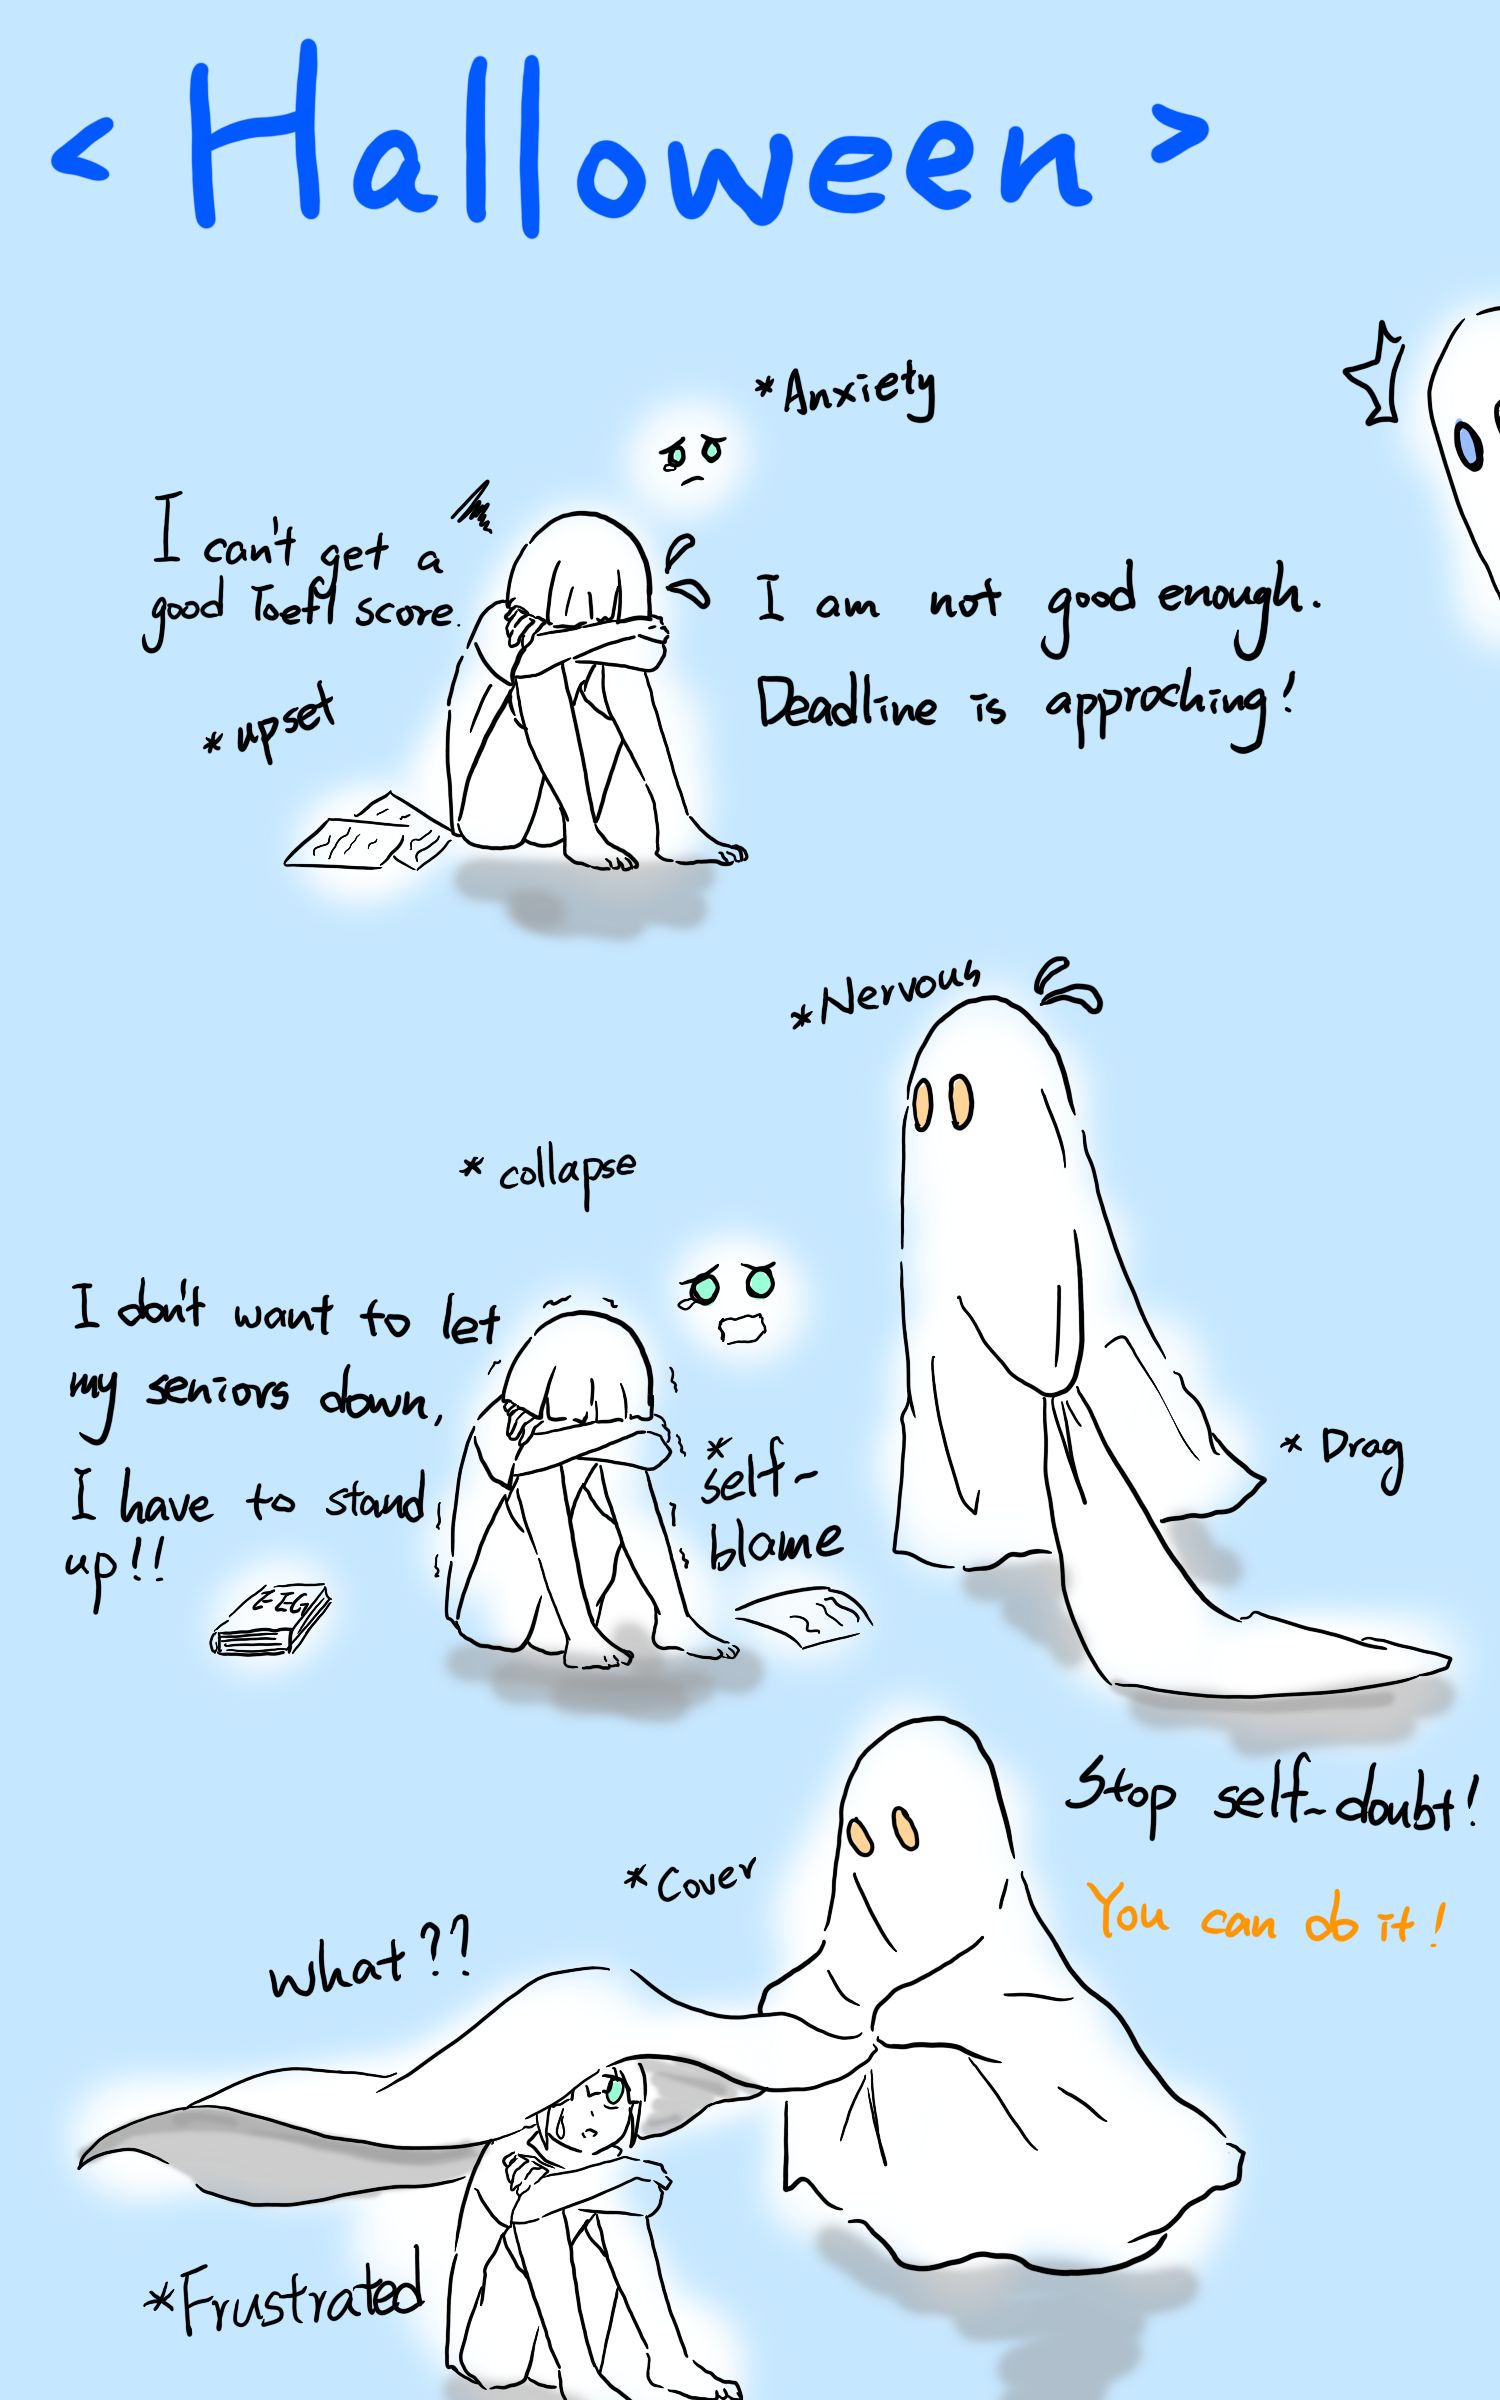 < Halloween >
*Anxiety
I can't get a
good Toefl score.
*upset
I am not good enough.
Deadline is approching!
*Nervous
* collapse
I don't want to let
my seniors down,
I have to stand
up!!
*
self-
blame
* Drag
Stop self-doubt!
You can do it!
*Cover
what??
*Frustrated